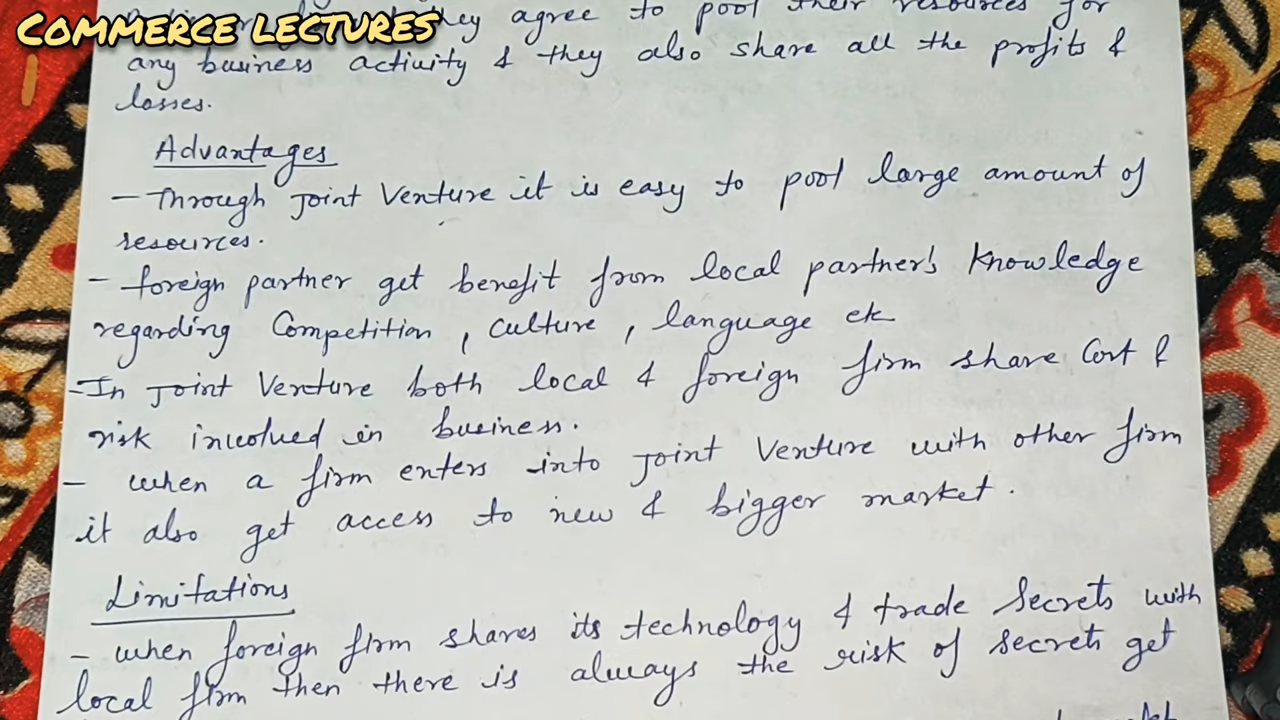 COMMERCE LECTURES
they agree to pool their resources for
any business activity & they also share all the profits &
losses.
Advantages
- Through Joint Venture it is easy to pool large amount of
resources.
- foreign partner get benefit from local partner's Knowledge
regarding Competition, culture, language etc
- In Joint Venture both local & foreign firm share Cost &
risk involved in business.
- when a firm enters into Joint Venture with other firm
it also get access to new & bigger market.
Limitations
- when foreign firm shares its technology & trade secrets with
local firm then there is always the risk of secrets get